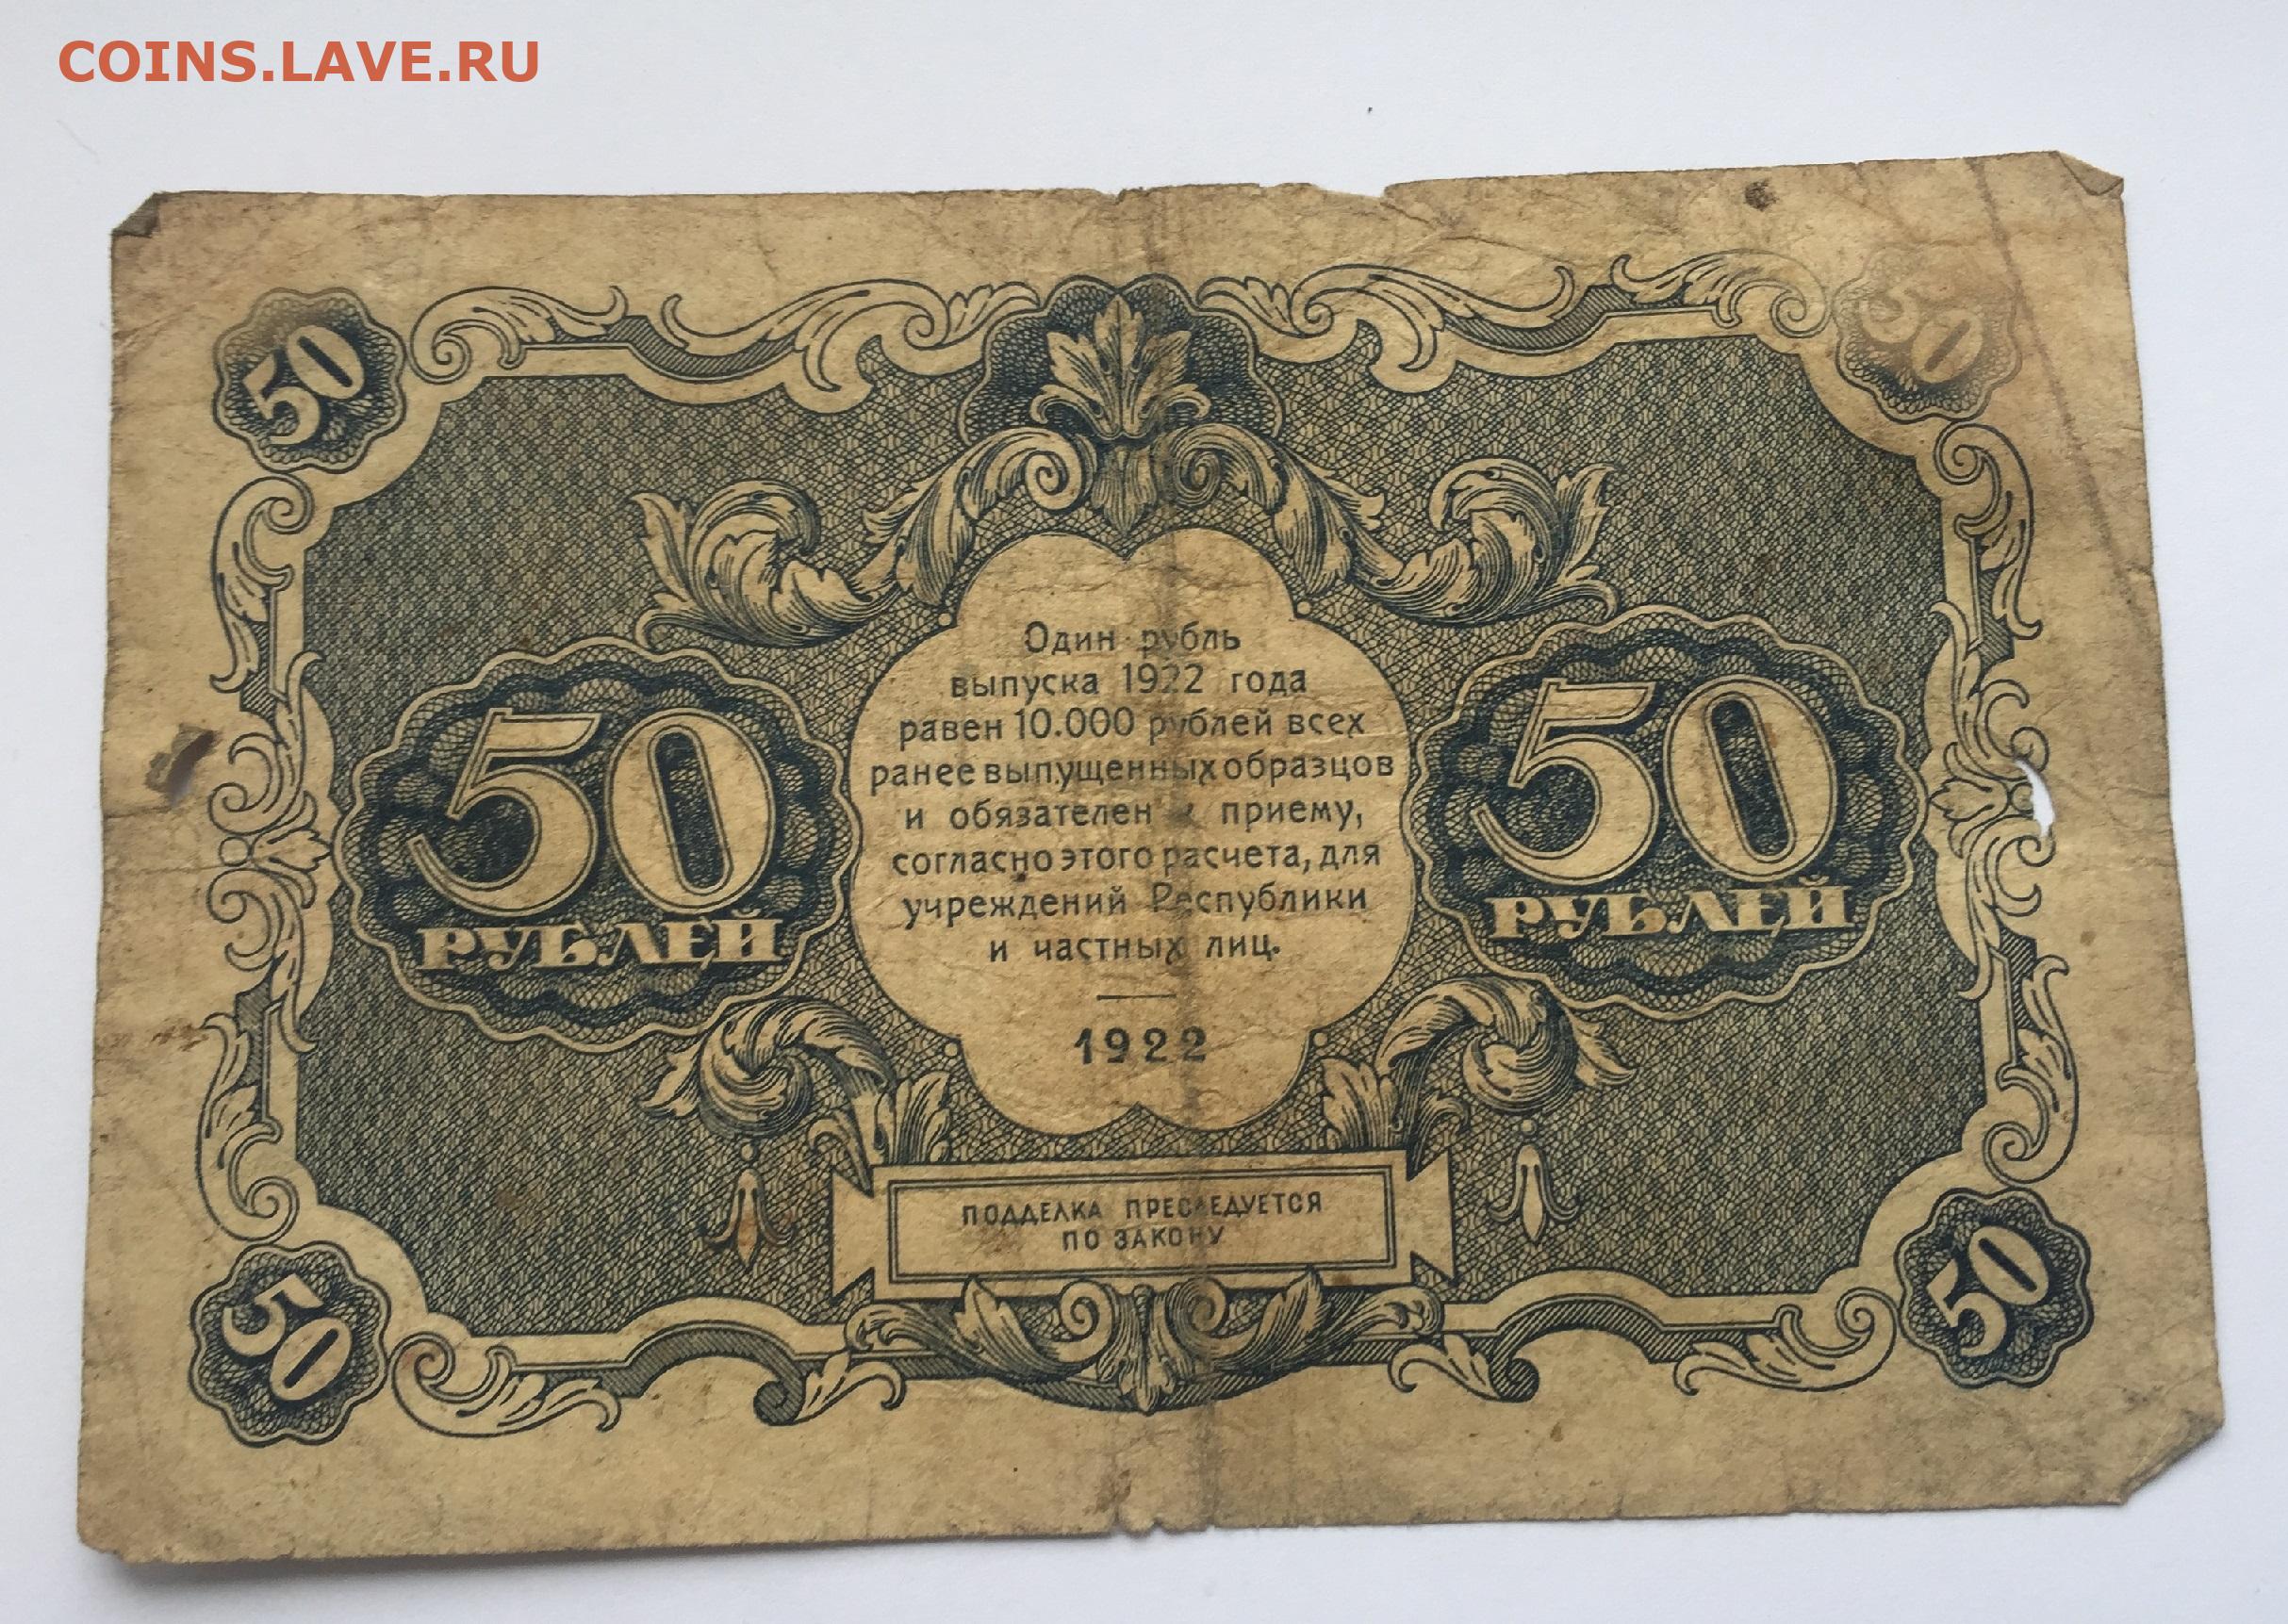 COINS.LAVE.RU
50 50
Один рубль
выпуска 1922 года
равен 10.000 рублей всех
ранее выпущенных образцов
и обязателен к приему,
согласно этого расчета, для
учреждений Республики
и частных лиц.
1922
50 РУБЛЕЙ
50 РУБЛЕЙ
ПОДДЕЛКА ПРЕСЛЕДУЕТСЯ
ПО ЗАКОНУ
50 50